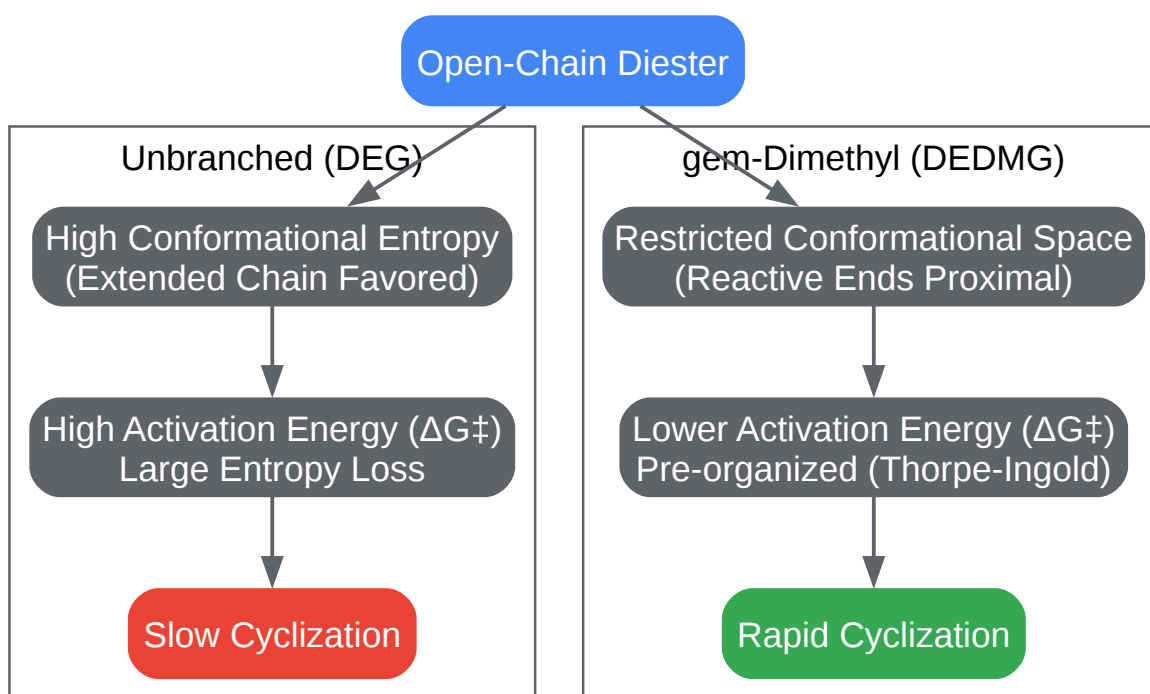 Open-Chain Diester
Unbranched (DEG)
High Conformational Entropy
(Extended Chain Favored)
High Activation Energy (ΔG‡)
Large Entropy Loss
Slow Cyclization
gem-Dimethyl (DEDMG)
Restricted Conformational Space
(Reactive Ends Proximal)
Lower Activation Energy (ΔG‡)
Pre-organized (Thorpe-Ingold)
Rapid Cyclization